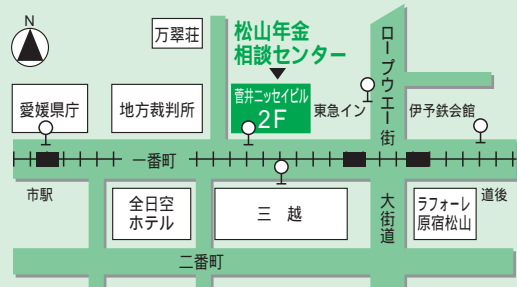 N
万翠荘
松山年金
相談センター
愛媛県庁
地方裁判所
菅井ニッセイビル
2F
東急イン
ロープウエー街
伊予鉄会館
一番町
市駅
全日空
ホテル
三越
大街道
ラフォーレ
原宿松山
道後
二番町